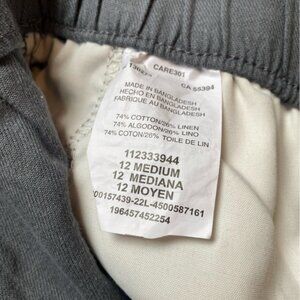 CARE301
CA 55394
MADE IN BANGLADESH
HECHO EN BANGLADESH
FABRIQUE AU BANGLADESH
74% COTTON/26% LINEN
74% ALGODON/26% LINO
74% COTON/26% TOILE DE LIN
112333944
12 MEDIUM
12 MEDIANA
12 MOYEN
00157439-22L-4500587161
196457452254